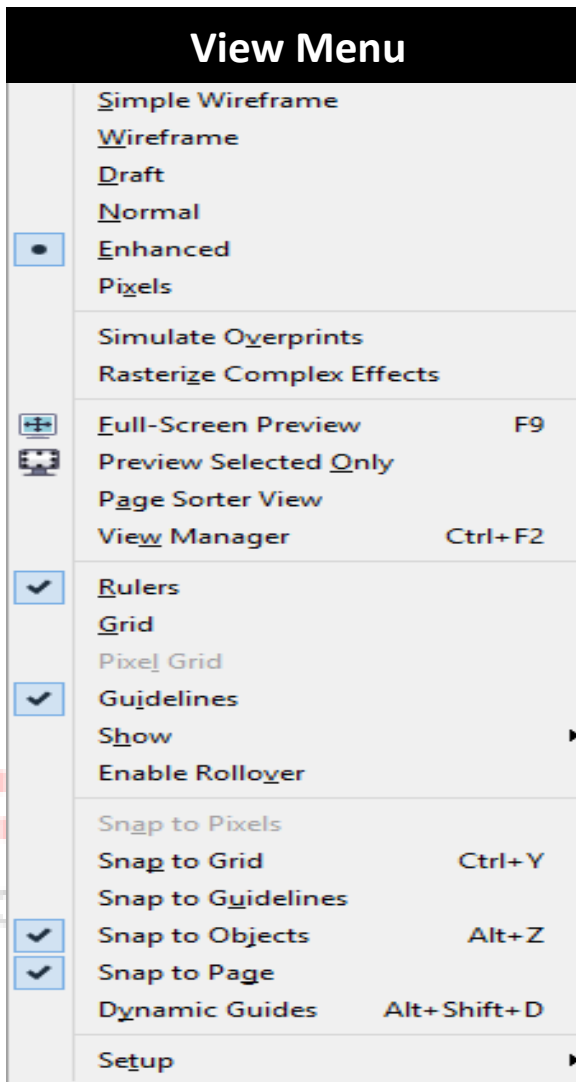 View Menu
Simple Wireframe
Wireframe
Draft
Normal
Enhanced
Pixels
Simulate Overprints
Rasterize Complex Effects
Full-Screen Preview F9
Preview Selected Only
Page Sorter View
View Manager Ctrl+F2
Rulers
Grid
Pixel Grid
Guidelines
Show
Enable Rollover
Snap to Pixels
Snap to Grid Ctrl+Y
Snap to Guidelines
Snap to Objects Alt+Z
Snap to Page
Dynamic Guides Alt+Shift+D
Setup